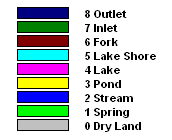 8 Outlet
7 Inlet
6 Fork
5 Lake Shore
4 Lake
3 Pond
2 Stream
1 Spring
0 Dry Land